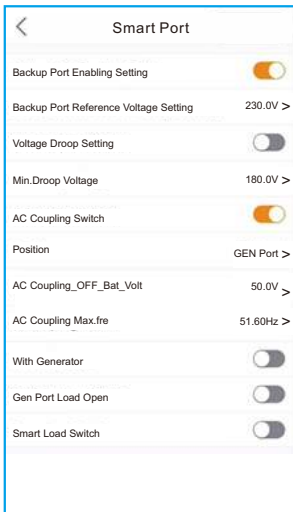 Smart Port
Backup Port Enabling Setting
Backup Port Reference Voltage Setting 230.0V >
Voltage Droop Setting
Min.Droop Voltage 180.0V >
AC Coupling Switch
Position GEN Port >
AC Coupling_OFF_Bat_Volt 50.0V >
AC Coupling Max.fre 51.60Hz >
With Generator
Gen Port Load Open
Smart Load Switch